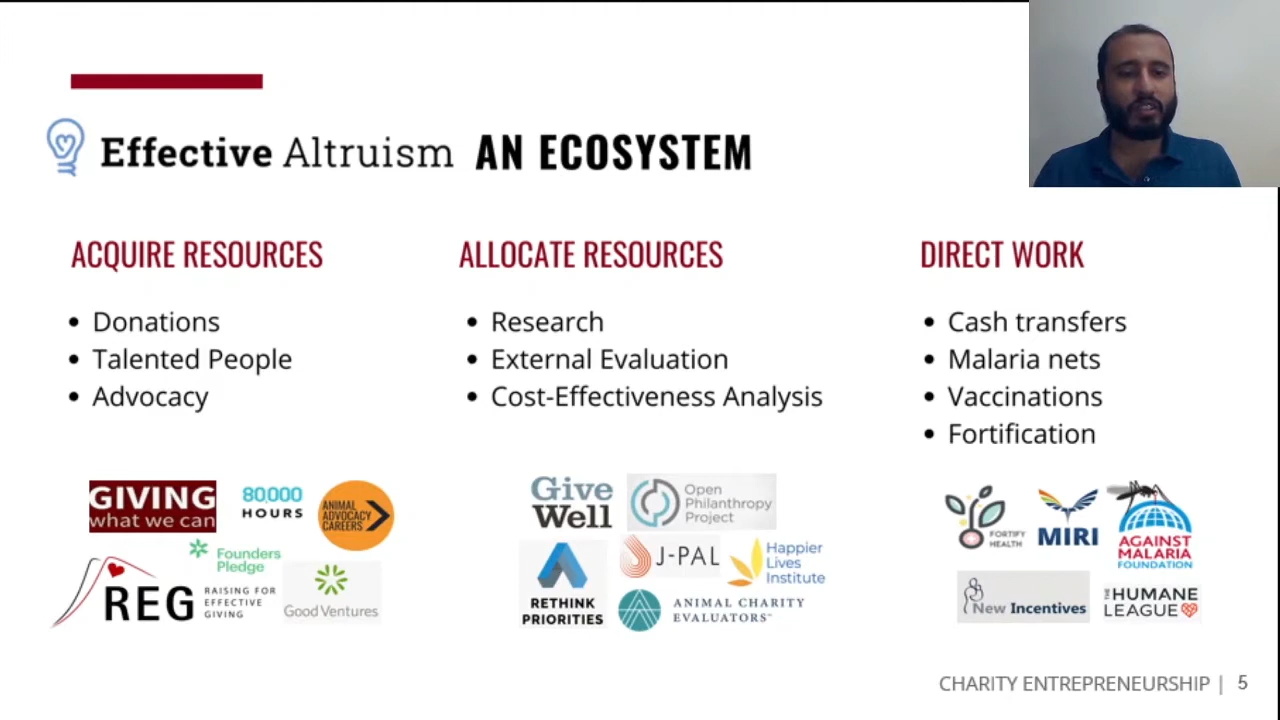 Effective Altruism AN ECOSYSTEM
ACQUIRE RESOURCES
• Donations
• Talented People
• Advocacy
GIVING
what we can
80,000
HOURS
ANIMAL
ADVOCACY
CAREERS
Founders
Pledge
REG
RAISING FOR
EFFECTIVE
GIVING
Good Ventures
ALLOCATE RESOURCES
• Research
• External Evaluation
• Cost-Effectiveness Analysis
Give
Well
Open
Philanthropy
Project
RETHINK
PRIORITIES
J-PAL
Happier
Lives
Institute
ANIMAL CHARITY
EVALUATORS™
DIRECT WORK
• Cash transfers
• Malaria nets
• Vaccinations
• Fortification
FORTIFY
HEALTH
MIRI
AGAINST
MALARIA
FOUNDATION
New Incentives
THE HUMANE
LEAGUE
CHARITY ENTREPRENEURSHIP | 5